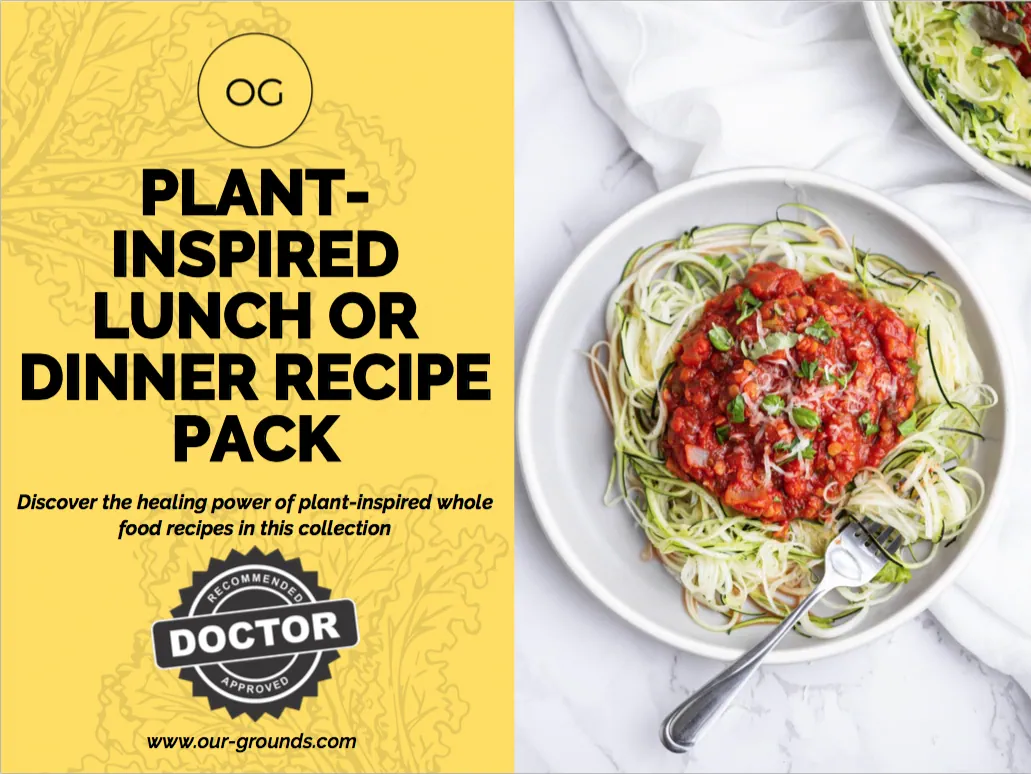 OG
PLANT-
INSPIRED
LUNCH OR
DINNER RECIPE
PACK
Discover the healing power of plant-inspired whole
food recipes in this collection
RECOMMENDED
DOCTOR
APPROVED
www.our-grounds.com